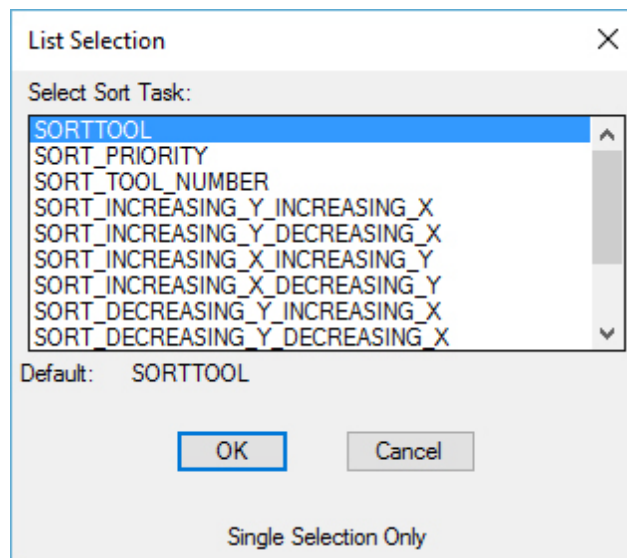 List Selection
Select Sort Task:
SORTTOOL
SORT_PRIORITY
SORT_TOOL_NUMBER
SORT_INCREASING_Y_INCREASING_X
SORT_INCREASING_Y_DECREASING_X
SORT_INCREASING_X_INCREASING_Y
SORT_INCREASING_X_DECREASING_Y
SORT_DECREASING_Y_INCREASING_X
SORT_DECREASING_Y_DECREASING_X
Default: SORTTOOL
OK Cancel
Single Selection Only